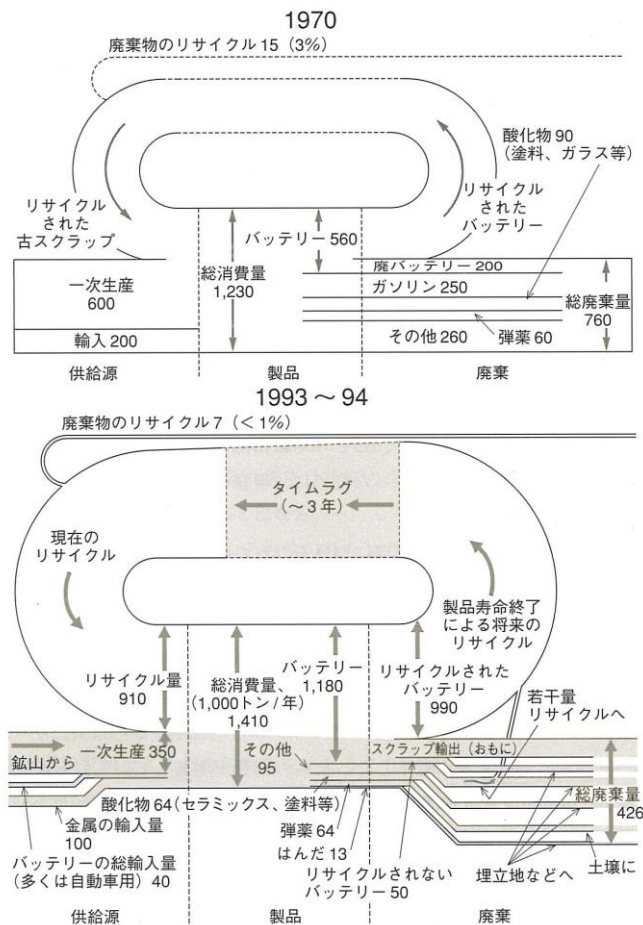 1970
廃棄物のリサイクル 15（3%）
酸化物 90
（塗料、ガラス等）
リサイクル
された
古スクラップ
リサイクル
された
バッテリー
バッテリー 560
総消費量
1,230
一次生産
600
輸入 200
廃バッテリー 200
ガソリン 250
その他 260
弾薬 60
総廃棄量
760
供給源
製品
廃棄
1993 ～ 94
廃棄物のリサイクル 7（< 1%）
タイムラグ
（～ 3 年）
現在の
リサイクル
製品寿命終了
による将来の
リサイクル
リサイクル量
910
総消費量、
（1,000トン / 年）
1,410
バッテリー
1,180
リサイクルされた
バッテリー
990
若干量
リサイクルへ
鉱山から
一次生産 350
その他
95
スクラップ輸出（おもに）
酸化物 64（セラミックス、塗料等）
金属の輸入量
100
弾薬 64
はんだ 13
総廃棄量
426
バッテリーの総輸入量
（多くは自動車用）40
リサイクルされない
バッテリー 50
埋立地などへ
土壌に
供給源
製品
廃棄